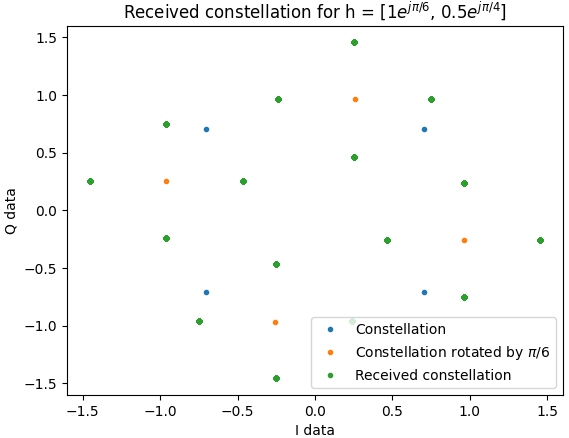 Received constellation for h = [1e^{jπ/6}, 0.5e^{jπ/4}]
1.5
1.0
0.5
0.0
−0.5
−1.0
−1.5
Q data
Constellation
Constellation rotated by π/6
Received constellation
−1.5 −1.0 −0.5 0.0 0.5 1.0 1.5
I data